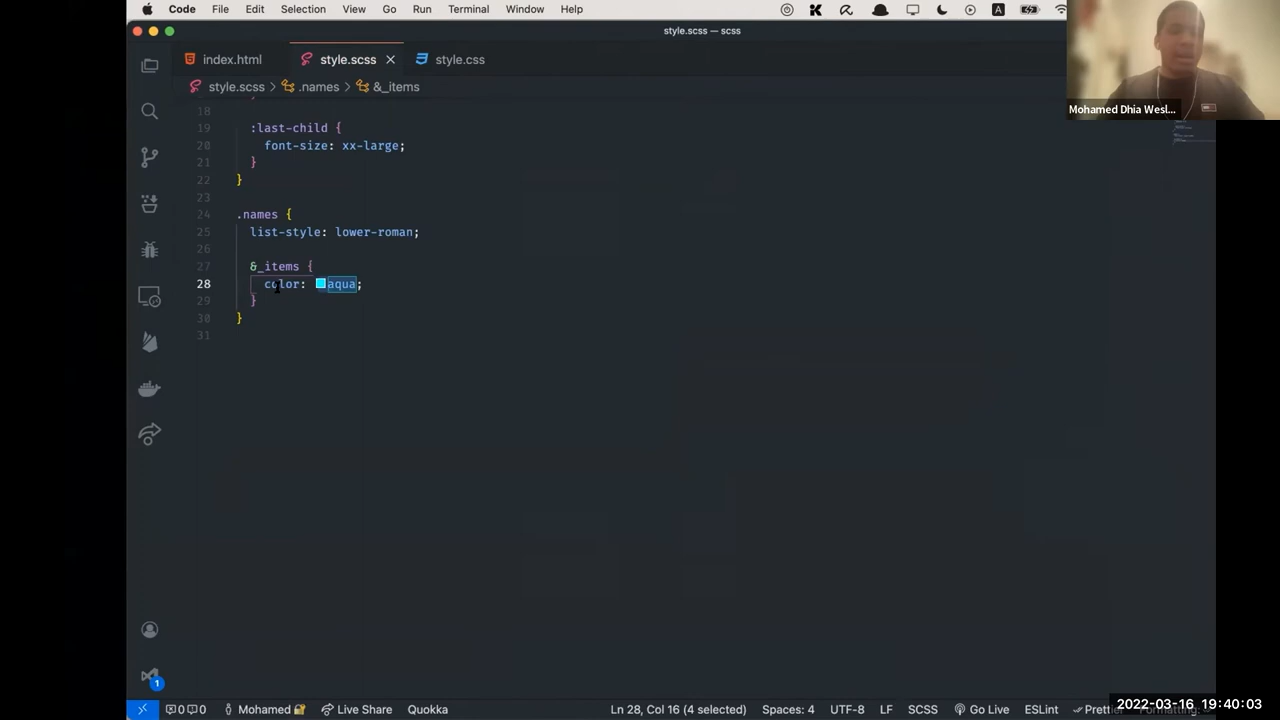 Code File Edit Selection View Go Run Terminal Window Help
style.scss — scss
index.html style.scss style.css
style.scss > .names > &_items
Mohamed Dhia Wesl...
18
19 :last-child {
20 font-size: xx-large;
21 }
22 }
23
24 .names {
25 list-style: lower-roman;
26
27 &_items {
28 color: aqua;
29 }
30 }
31
1
0 0 Mohamed Live Share Quokka Ln 28, Col 16 (4 selected) Spaces: 4 UTF-8 LF SCSS Go Live ESLint Prettier
2022-03-16 19:40:03